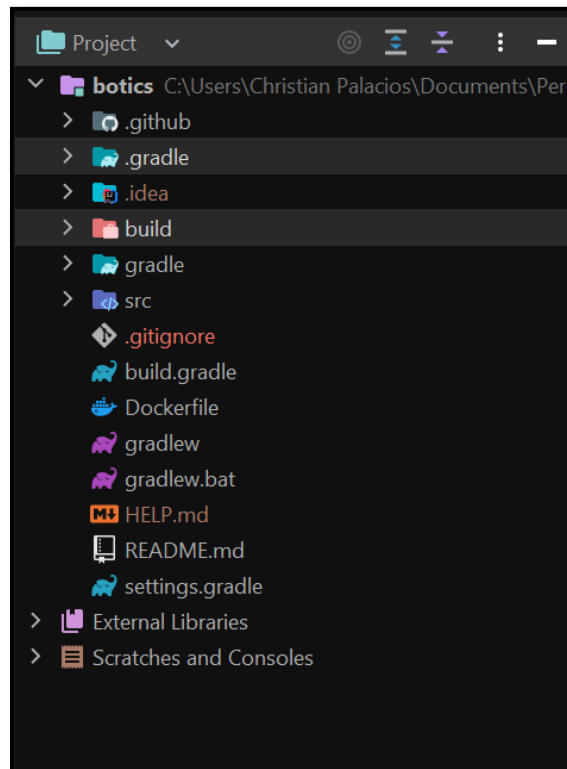 Project
botics C:\Users\Christian Palacios\Documents\Per
.github
.gradle
.idea
build
gradle
src
.gitignore
build.gradle
Dockerfile
gradlew
gradlew.bat
M↓ HELP.md
README.md
settings.gradle
External Libraries
Scratches and Consoles